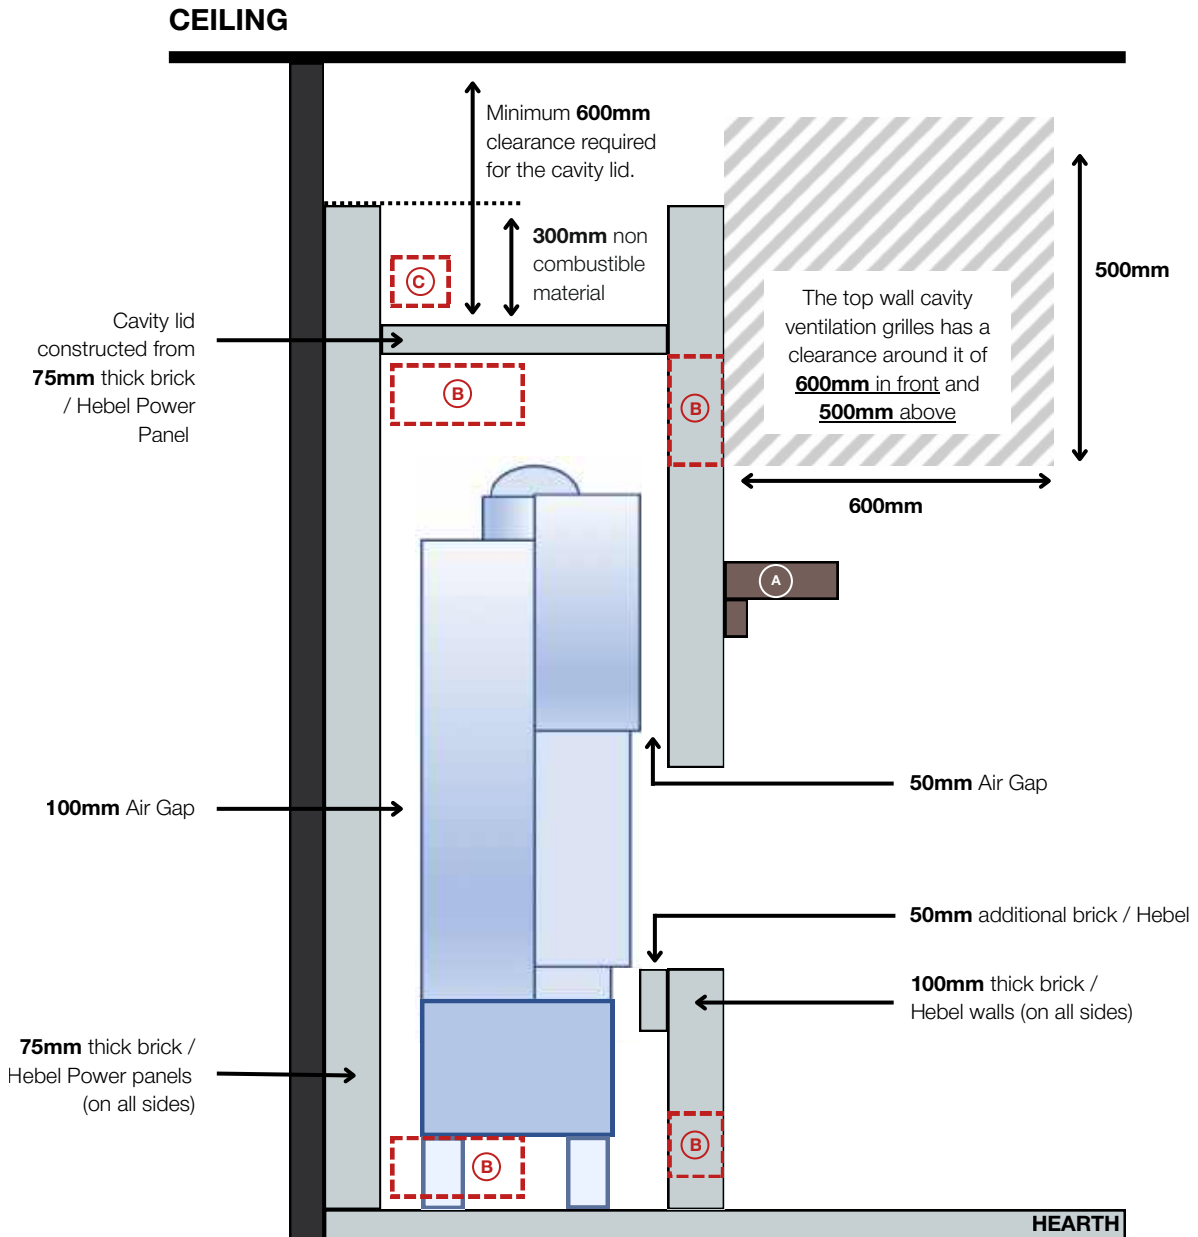 CEILING
Minimum 600mm
clearance required
for the cavity lid.
300mm non
combustible
material
C
500mm
The top wall cavity
ventilation grilles has a
clearance around it of
600mm in front and
500mm above
Cavity lid
constructed from
75mm thick brick
/ Hebel Power
Panel
B
B
600mm
A
100mm Air Gap
50mm Air Gap
50mm additional brick / Hebel
100mm thick brick /
Hebel walls (on all sides)
75mm thick brick /
Hebel Power panels
(on all sides)
B
B
HEARTH